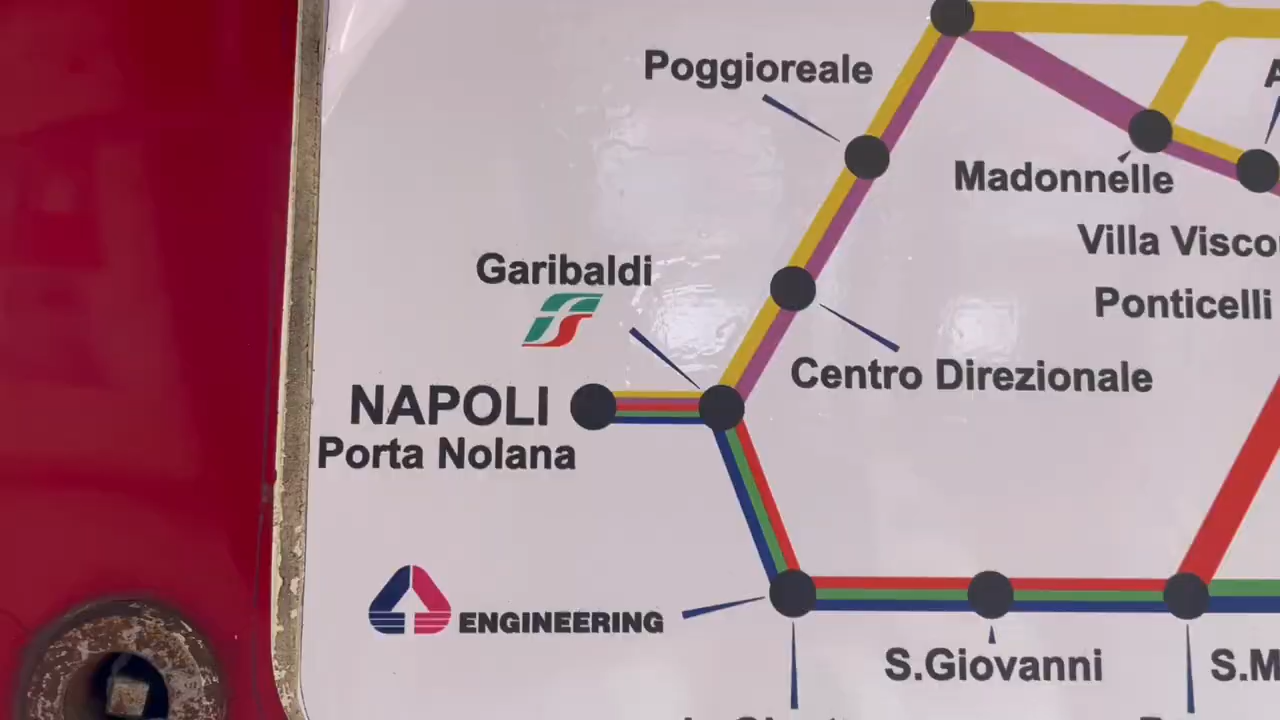 Poggioreale
Madonnelle
Villa Visco
Garibaldi
Ponticelli
Centro Direzionale
NAPOLI
Porta Nolana
ENGINEERING
S.Giovanni
S.M